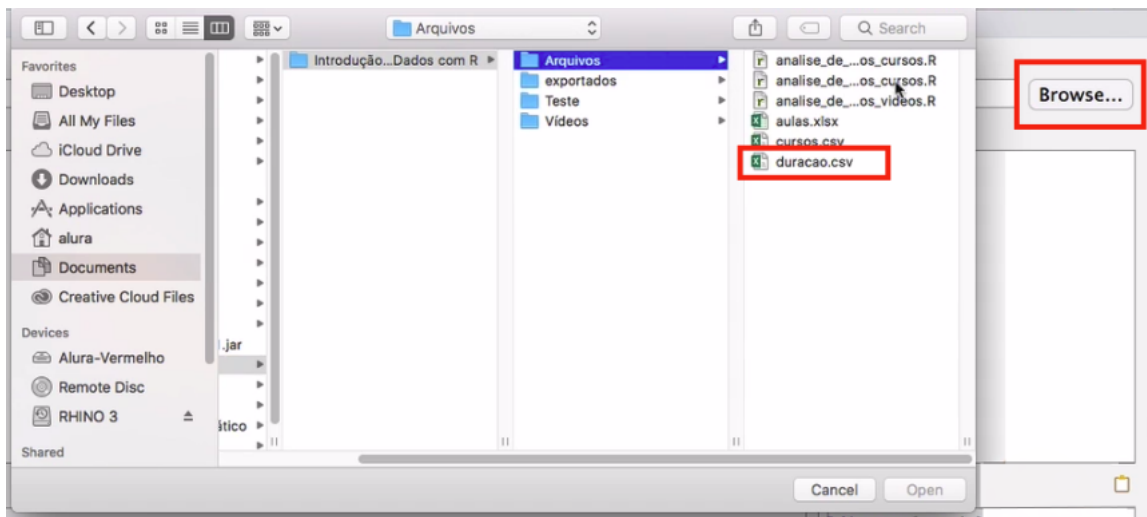 Arquivos
Search
Favorites
Desktop
All My Files
iCloud Drive
Downloads
Applications
alura
Documents
Creative Cloud Files
Devices
Alura-Vermelho
Remote Disc
RHINO 3
Shared
.jar
ático
Introdução...Dados com R
Arquivos
exportados
Teste
Vídeos
analise_de_...os_cursos.R
analise_de_...os_cursos.R
analise_de_...os_videos.R
aulas.xlsx
cursos.csv
duracao.csv
Browse...
Cancel
Open